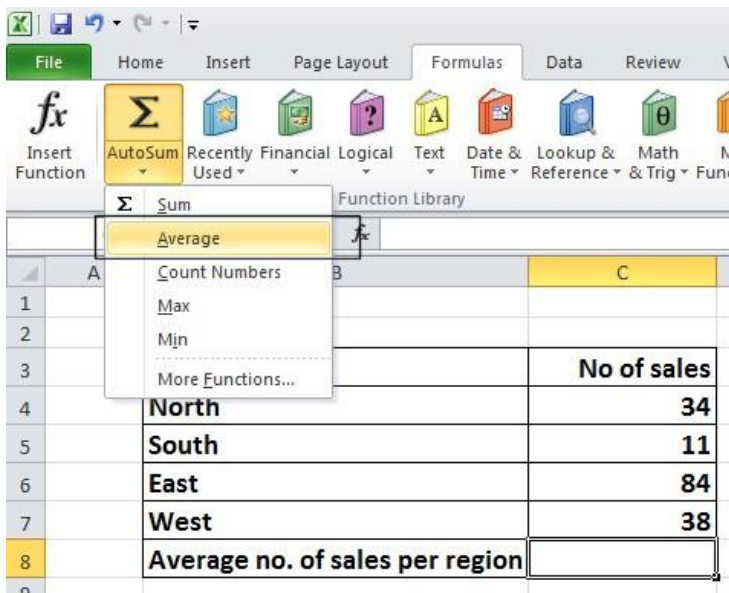 File Home Insert Page Layout Formulas Data Review
fx Σ ? A θ
Insert AutoSum Recently Financial Logical Text Date & Lookup & Math
Function Used Time Reference & Trig
Function Library
Σ Sum
Average fx
Count Numbers
Max
Min
More Functions...
A B C
1
2
3 No of sales
4 North 34
5 South 11
6 East 84
7 West 38
8 Average no. of sales per region